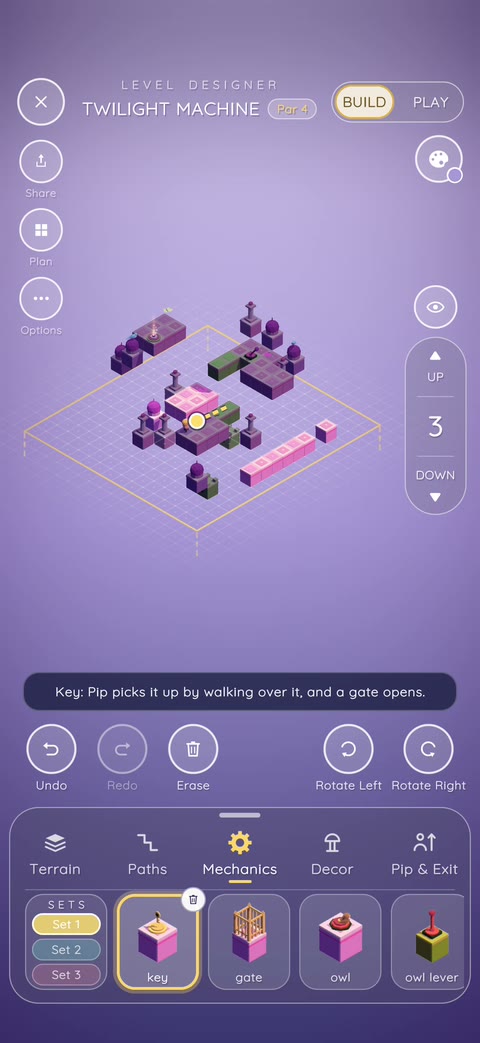 LEVEL DESIGNER
TWILIGHT MACHINE
Par 4
BUILD
PLAY
Share
Plan
Options
UP
3
DOWN
Key: Pip picks it up by walking over it, and a gate opens.
Undo
Redo
Erase
Rotate Left
Rotate Right
Terrain
Paths
Mechanics
Decor
Pip & Exit
SETS
Set 1
Set 2
Set 3
key
gate
owl
owl lever